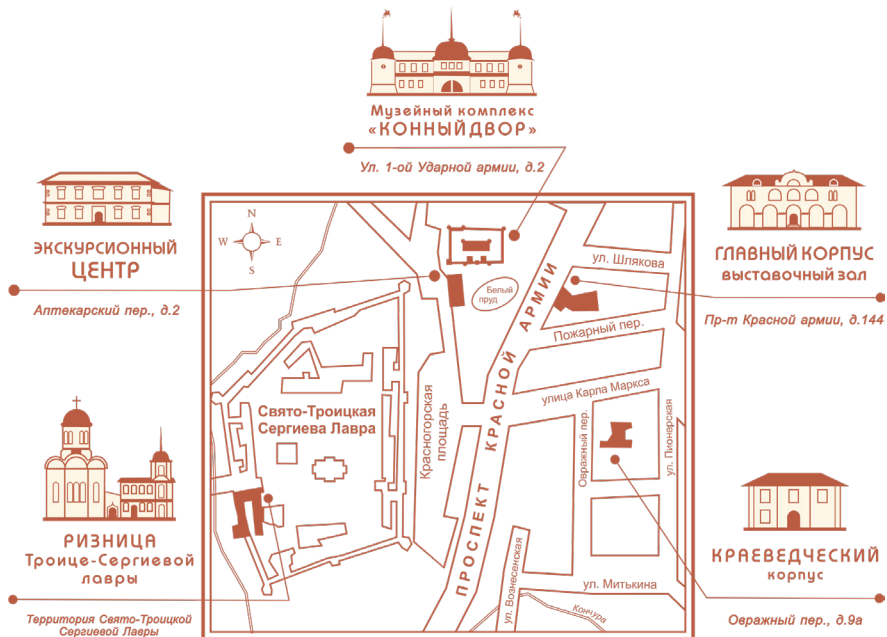 Музейный комплекс
«КОННЫЙДВОР»
Ул. 1-ой Ударной армии, д.2
ЭКСКУРСИОННЫЙ
ЦЕНТР
Аптекарский пер., д.2
ГЛАВНЫЙ КОРПУС
выставочный зал
Пр-т Красной армии, д.144
N
W
E
S
ул. Шлякова
Белый
пруд
Пожарный пер.
ПРОСПЕКТ КРАСНОЙ АРМИИ
улица Карла Маркса
Свято-Троицкая
Сергиева Лавра
Красногорская
площадь
Овражный пер.
ул. Пионерская
РИЗНИЦА
Троице-Сергиевой
лавры
Территория Свято-Троицкой
Сергиевой Лавры
КРАЕВЕДЧЕСКИЙ
корпус
Овражный пер., д.9а
ул. Вознесенская
ул. Митькина
Кончура